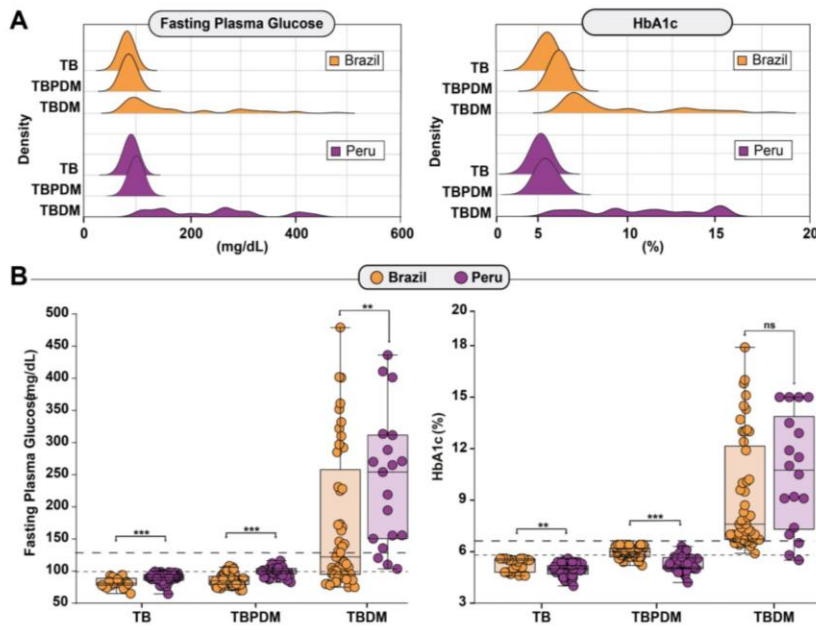 A
Fasting Plasma Glucose
HbA1c
Density
TB
TBPDM
TBDM
Brazil
TB
TBPDM
TBDM
Peru
0
200
400
600
(mg/dL)
Density
TB
TBPDM
TBDM
Brazil
TB
TBPDM
TBDM
Peru
0
5
10
15
20
(%)
B
Brazil
Peru
Fasting Plasma Glucose(mg/dL)
500
450
400
350
300
250
200
150
100
50
***
***
**
TB
TBPDM
TBDM
HbA1c (%)
20
18
15
12
9
6
3
**
***
ns
TB
TBPDM
TBDM